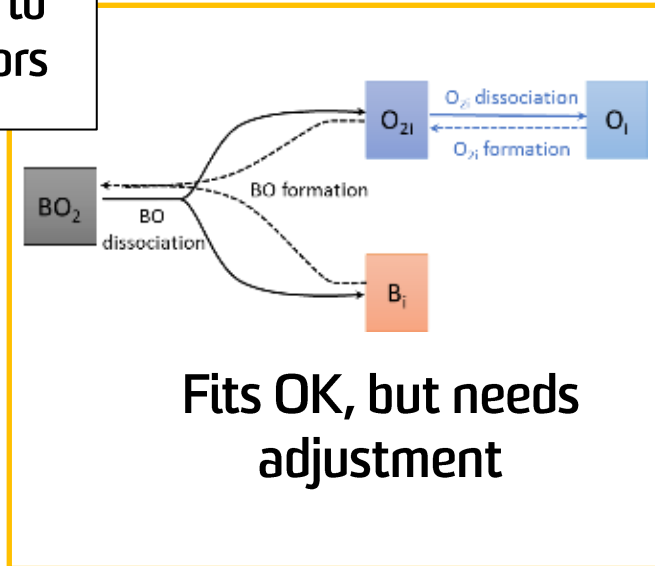 to
ors
O₂ᵢ dissociation
O₂ᵢ
Oᵢ
O₂ᵢ formation
BO₂
BO formation
BO
dissociation
Bᵢ
Fits OK, but needs
adjustment